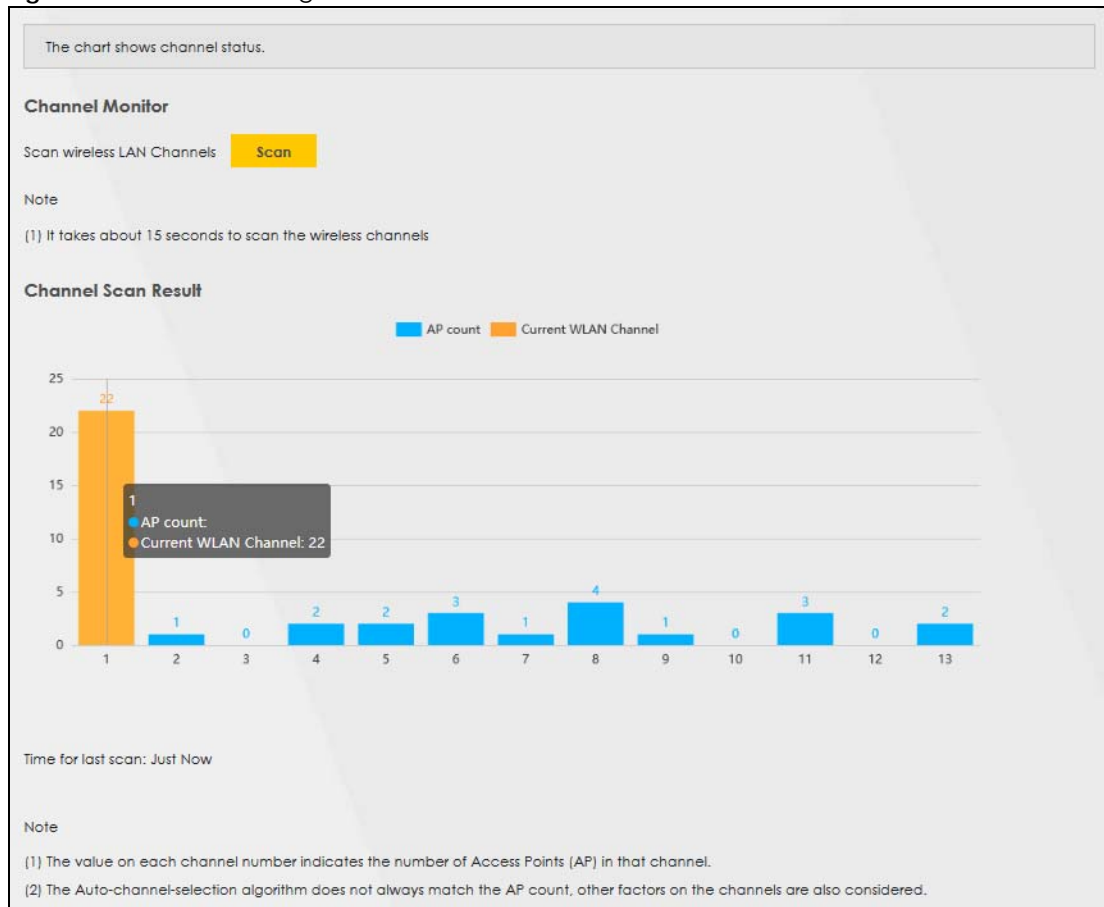 The chart shows channel status.
Channel Monitor
Scan wireless LAN Channels Scan
Note
(1) It takes about 15 seconds to scan the wireless channels
Channel Scan Result
AP count Current WLAN Channel
25
22
20
15
1
AP count:
10
Current WLAN Channel: 22
5
1 0 2 2 3 1 4 1 0 3 0 2
0
1 2 3 4 5 6 7 8 9 10 11 12 13
Time for last scan: Just Now
Note
(1) The value on each channel number indicates the number of Access Points (AP) in that channel.
(2) The Auto-channel-selection algorithm does not always match the AP count, other factors on the channels are also considered.